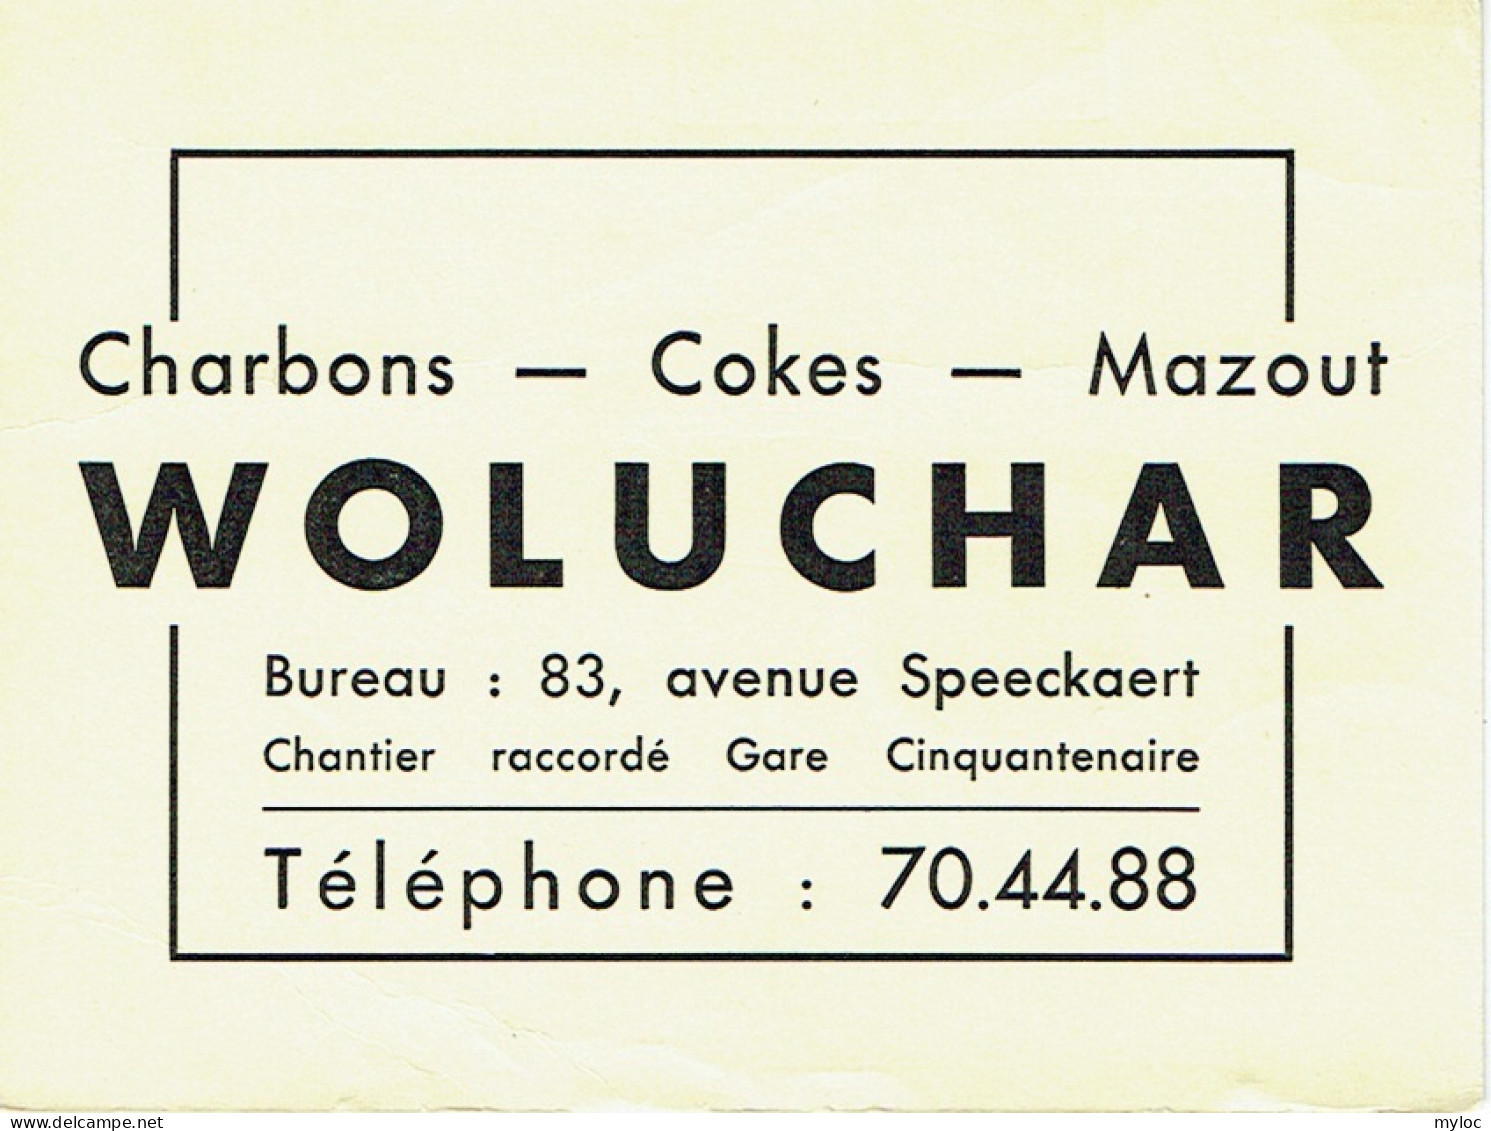 Charbons — Cokes — Mazout
WOLUCHAR
Bureau : 83, avenue Speeckaert
Chantier raccordé Gare Cinquantenaire
Téléphone : 70.44.88
www.delcampe.net
myloc